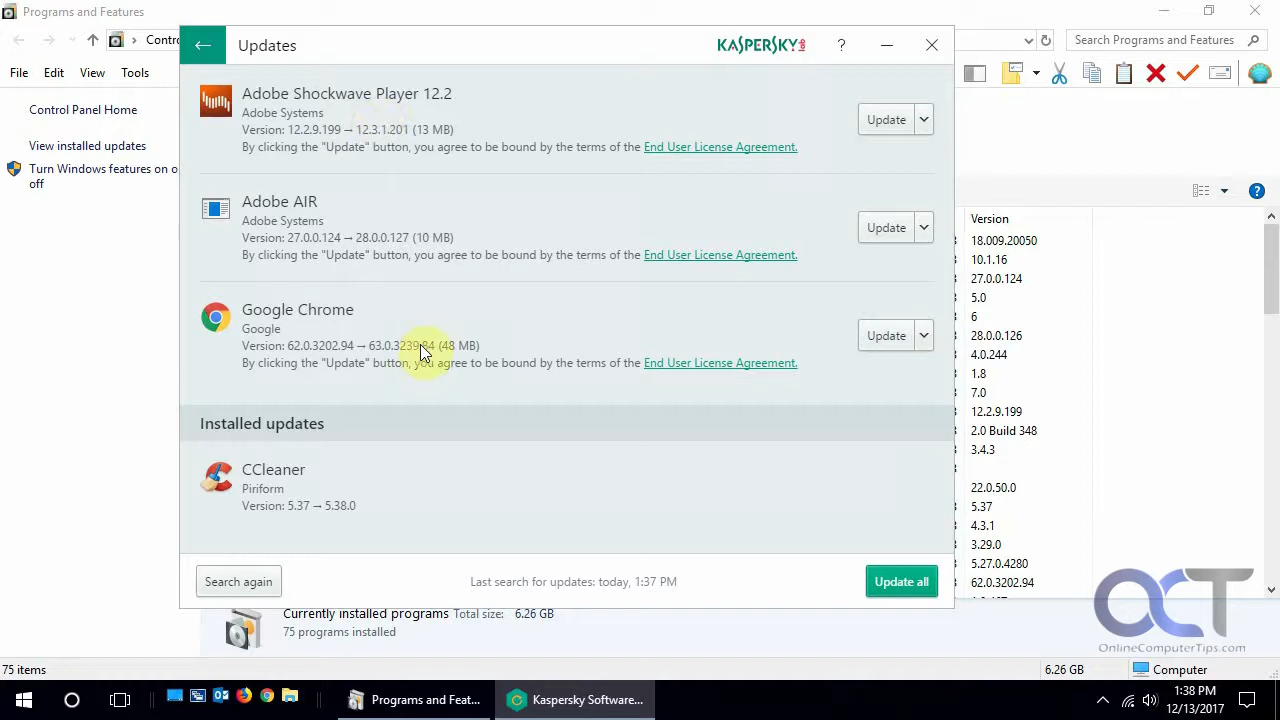 Programs and Features
Contro
Search Programs and Features
File Edit View Tools
Control Panel Home
View installed updates
Turn Windows features on o
off
Updates
KASPERSKY
?
Adobe Shockwave Player 12.2
Adobe Systems
Version: 12.2.9.199 → 12.3.1.201 (13 MB)
By clicking the "Update" button, you agree to be bound by the terms of the End User License Agreement.
Update
Adobe AIR
Adobe Systems
Version: 27.0.0.124 → 28.0.0.127 (10 MB)
By clicking the "Update" button, you agree to be bound by the terms of the End User License Agreement.
Update
Google Chrome
Google
Version: 62.0.3202.94 → 63.0.3239.84 (48 MB)
By clicking the "Update" button, you agree to be bound by the terms of the End User License Agreement.
Update
Installed updates
CCleaner
Piriform
Version: 5.37 → 5.38.0
Search again
Last search for updates: today, 1:37 PM
Update all
Version
18.009.20050
10.1.16
27.0.0.124
5.0
6
28.0.0.126
4.0.244
1.8
7.0
12.2.9.199
2.0 Build 348
3.4.3
22.0.50.0
5.37
4.3.1
3.29.0
5.27.0.4280
62.0.3202.94
Currently installed programs Total size: 6.26 GB
75 programs installed
OCT
OnlineComputerTips.com
75 items
6.26 GB
Computer
Programs and Feat...
Kaspersky Software...
1:38 PM
12/13/2017